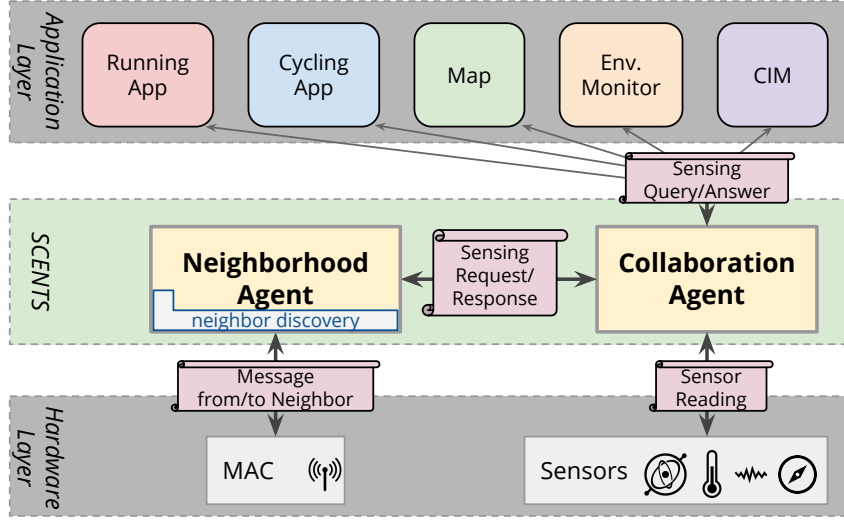 Application
Layer
Running
App
Cycling
App
Map
Env.
Monitor
CIM
Sensing
Query/Answer
SCENTS
Neighborhood
Agent
neighbor discovery
Sensing
Request/
Response
Collaboration
Agent
Message
from/to Neighbor
Sensor
Reading
Hardware
Layer
MAC
Sensors